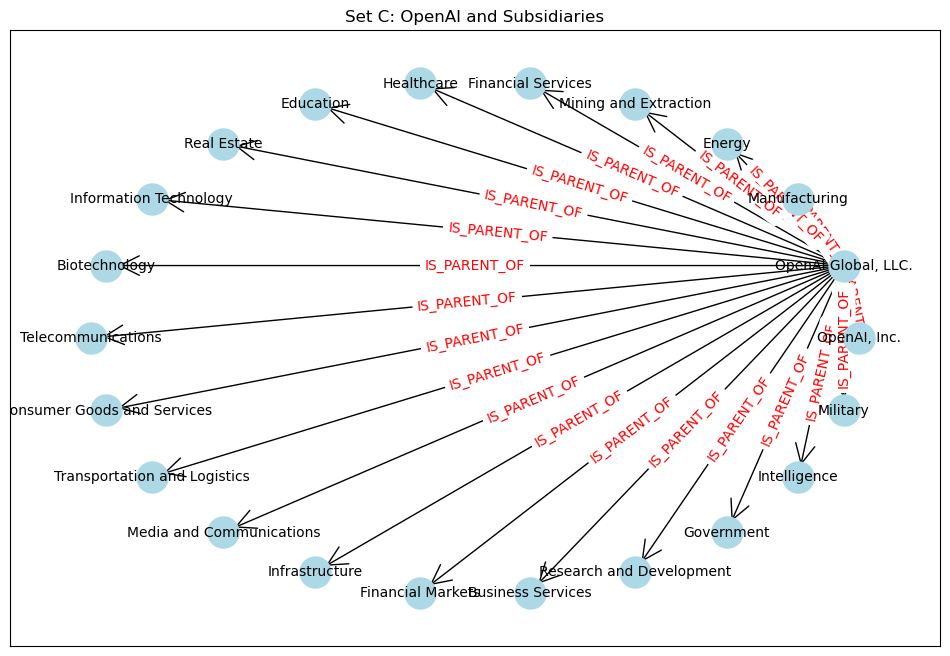 Set C: OpenAI and Subsidiaries
Healthcare
Financial Services
Education
Mining and Extraction
Real Estate
Energy
IS_PARENT_OF
IS_PARENT_OF
IS_PARENT_OF
IS_PARENT_OF
IS_PARENT_OF
Information Technology
Manufacturing
IS_PARENT_OF
IS_PARENT_OF
Biotechnology
IS_PARENT_OF
OpenAI Global, LLC.
IS_PARENT_OF
Telecommunications
IS_PARENT_OF
OpenAI, Inc.
IS_PARENT_OF
IS_PARENT_OF
IS_PARENT_OF
IS_PARENT_OF
IS_PARENT_OF
onsumer Goods and Services
Military
IS_PARENT_OF
IS_PARENT_OF
IS_PARENT_OF
IS_PARENT_OF
IS_PARENT_OF
Transportation and Logistics
Intelligence
Media and Communications
Government
Infrastructure
Research and Development
Financial Markets
Business Services